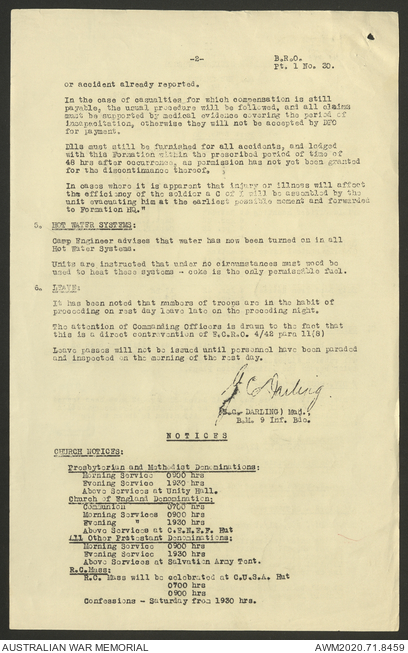 -2-
B.R.O.
Pt. 1 No. 30.
or accident already reported.
In the case of casualties for which compensation is still
payable, the usual procedure will be followed, and all claims
must be supported by medical evidence covering the period of
incapacitation, otherwise they will not be accepted by DFO
for payment.
must still be furnished for all accidents, and lodged
with this Formation within the prescribed period of time of
48 hrs after occurrence, as permission has not yet been granted
for the discontinuance thereof.
In cases where it is apparent that injury or illness will affect
the efficiency of the soldier a C of I will be assembled by the
unit evacuating him at the earliest possible moment and forwarded
to Formation HQ."
5. HOT WATER SYSTEMS:
Camp Engineer advises that water has now been turned on in all
Hot Water Systems.
Units are instructed that under no circumstances must wood be
used to heat these systems - coke is the only permissible fuel.
6. LEAVE:
It has been noted that numbers of troops are in the habit of
proceeding on rest day leave late on the preceding night.
The attention of Commanding Officers is drawn to the fact that
this is a direct contravention of E.C.R.O. 4/42 para 11(8)
Leave passes will not be issued until personnel have been paraded
and inspected on the morning of the rest day.
C Darling.
C. DARLING) Maj.
B.M. 9 Inf. Bde.
NOTICES
CHURCH NOTICES:
Presbyterian and Methodist Denominations:
Morning Service 0900 hrs
Evening Service 1930 hrs
Above Services at Unity Hall.
Church of England Denomination:
Communion 0700 hrs
Morning Services 0900 hrs
Evening " 1930 hrs
Above Services at C.E.N.E.F. Hut
All Other Protestant Denominations:
Morning Service 0900 hrs
Evening Service 1930 hrs
Above Services at Salvation Army Tent.
R.C.Mass:
R.C. Mass will be celebrated at C.U.S.A. Hut
0700 hrs
0900 hrs
Confessions - Saturday from 1930 hrs.
AUSTRALIAN WAR MEMORIAL
AWM2020.71.8459